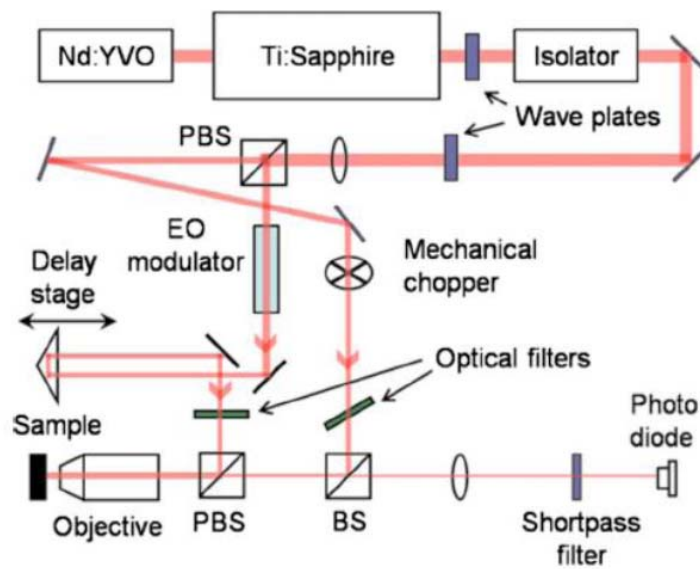 Nd:YVO
Ti:Sapphire
Isolator
Wave plates
PBS
EO
modulator
Mechanical
chopper
Delay
stage
Optical filters
Sample
Photo
diode
Objective
PBS
BS
Shortpass
filter